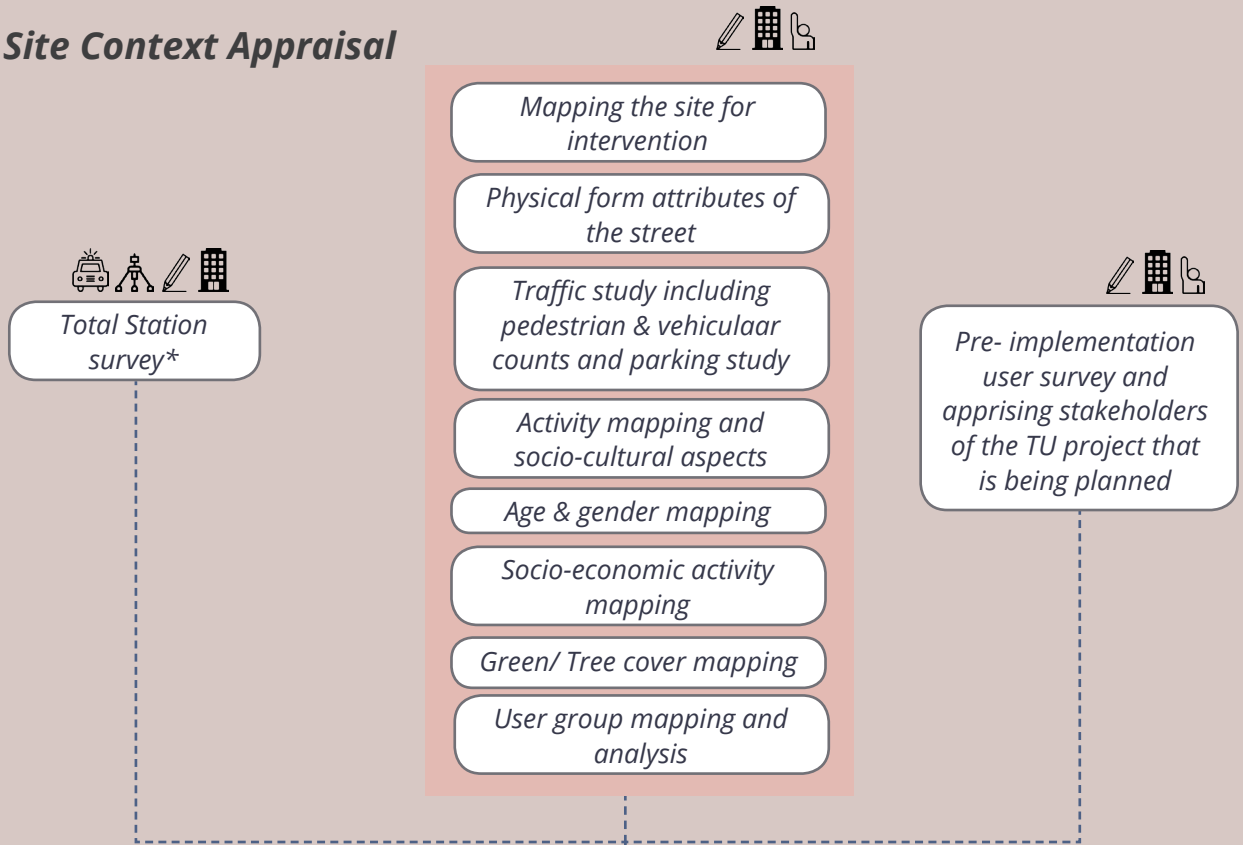 Site Context Appraisal
Mapping the site for
intervention
Physical form attributes of
the street
Traffic study including
pedestrian & vehiculaar
counts and parking study
Activity mapping and
socio-cultural aspects
Age & gender mapping
Socio-economic activity
mapping
Green/ Tree cover mapping
User group mapping and
analysis
Total Station
survey*
Pre- implementation
user survey and
apprising stakeholders
of the TU project that
is being planned